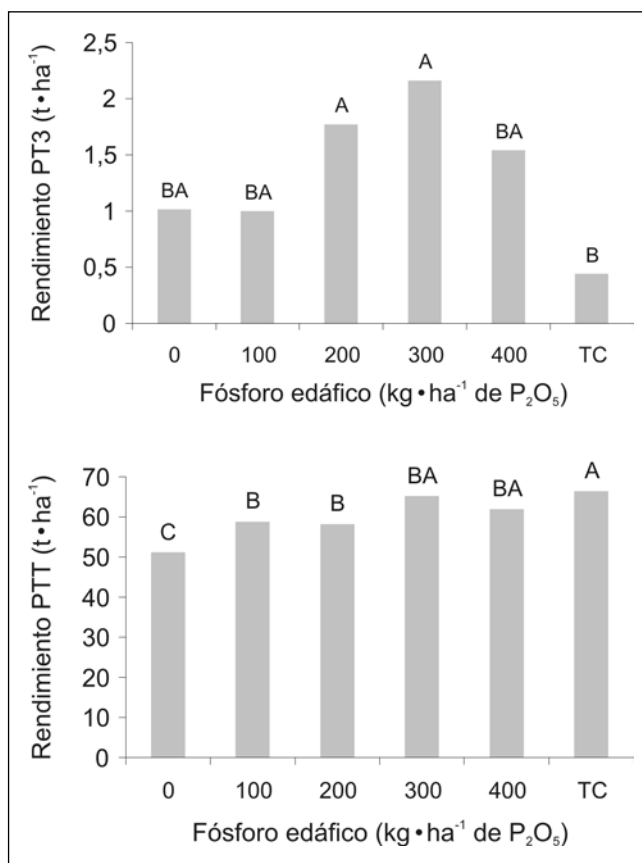 Rendimiento PT3 (t•ha⁻¹)
2,5
2
1,5
1
0,5
0
BA
BA
A
A
BA
B
0 100 200 300 400 TC
Fósforo edáfico (kg•ha⁻¹ de P₂O₅)
Rendimiento PTT (t•ha⁻¹)
70
60
50
40
30
20
10
0
C
B
B
BA
BA
A
0 100 200 300 400 TC
Fósforo edáfico (kg•ha⁻¹ de P₂O₅)